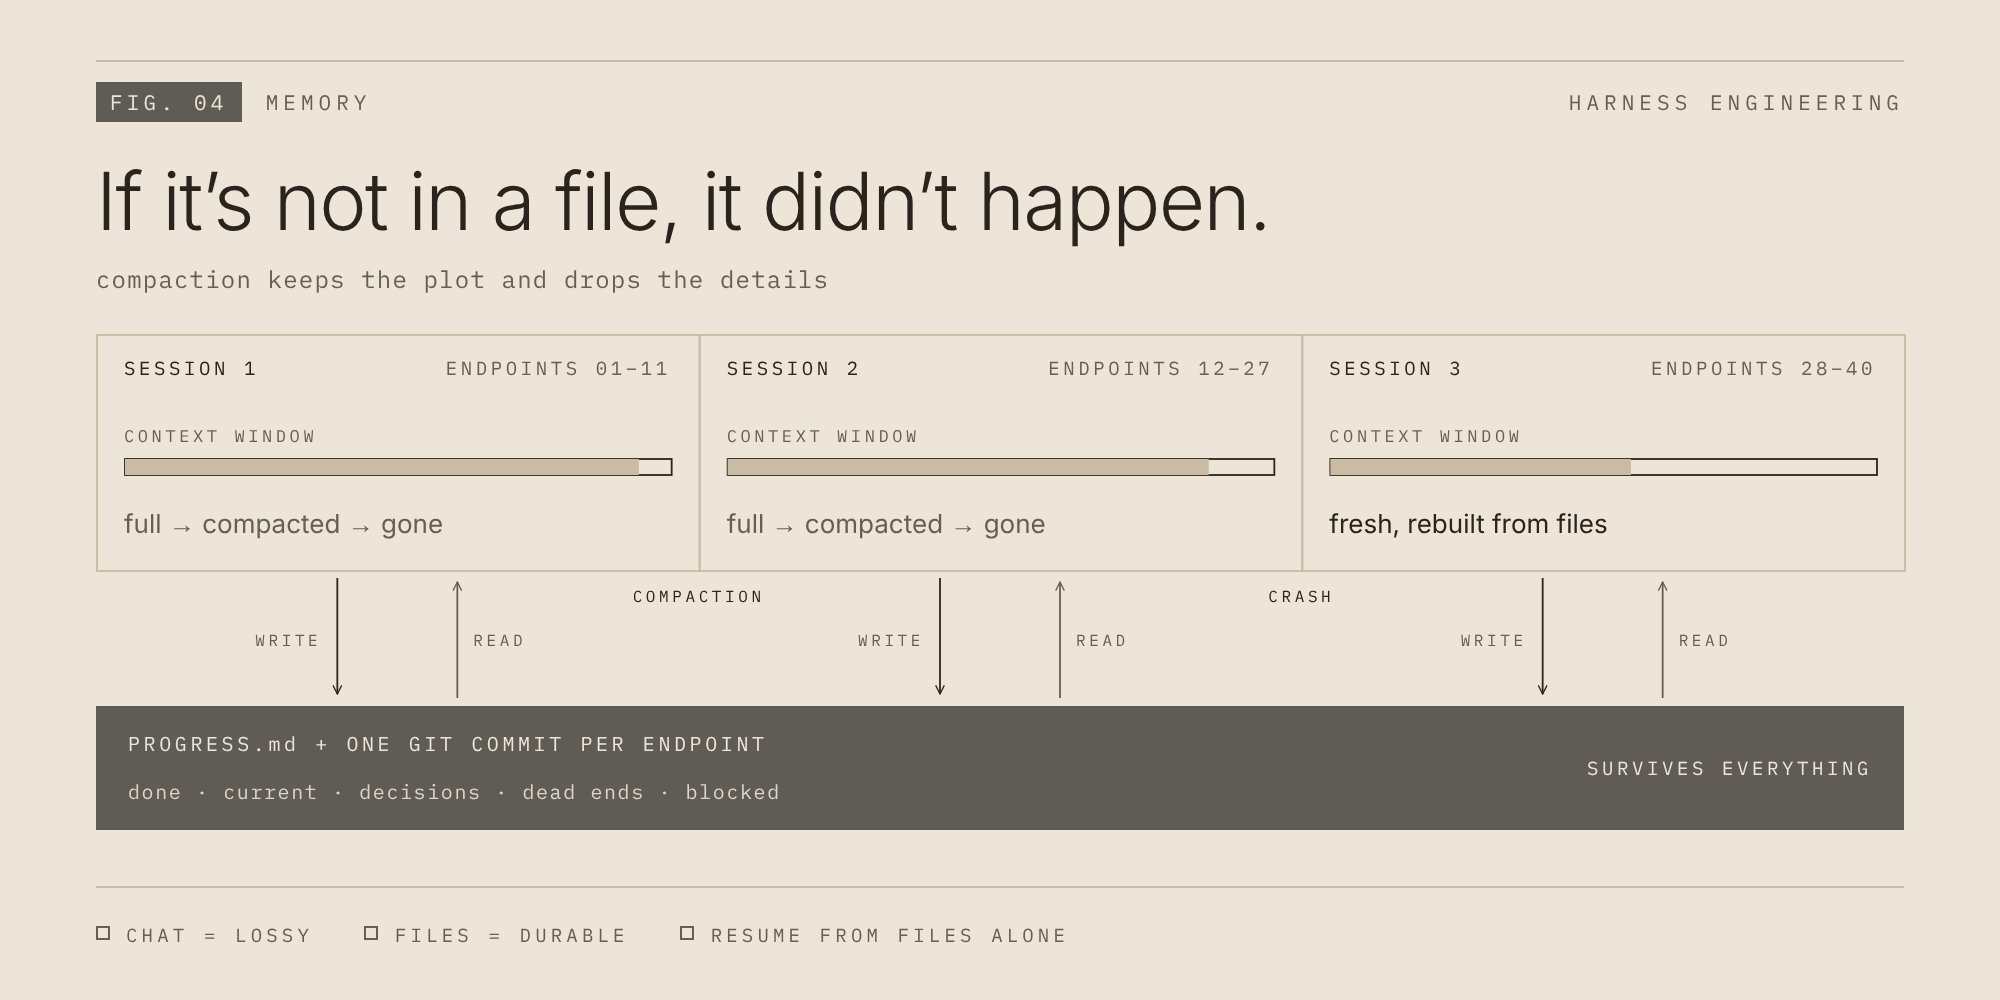 FIG. 04 MEMORY HARNESS ENGINEERING
If it’s not in a file, it didn’t happen.
compaction keeps the plot and drops the details
SESSION 1 ENDPOINTS 01–11
CONTEXT WINDOW
full → compacted → gone
SESSION 2 ENDPOINTS 12–27
CONTEXT WINDOW
full → compacted → gone
SESSION 3 ENDPOINTS 28–40
CONTEXT WINDOW
fresh, rebuilt from files
COMPACTION CRASH
WRITE READ WRITE READ WRITE READ
PROGRESS.md + ONE GIT COMMIT PER ENDPOINT
done · current · decisions · dead ends · blocked
SURVIVES EVERYTHING
CHAT = LOSSY FILES = DURABLE RESUME FROM FILES ALONE